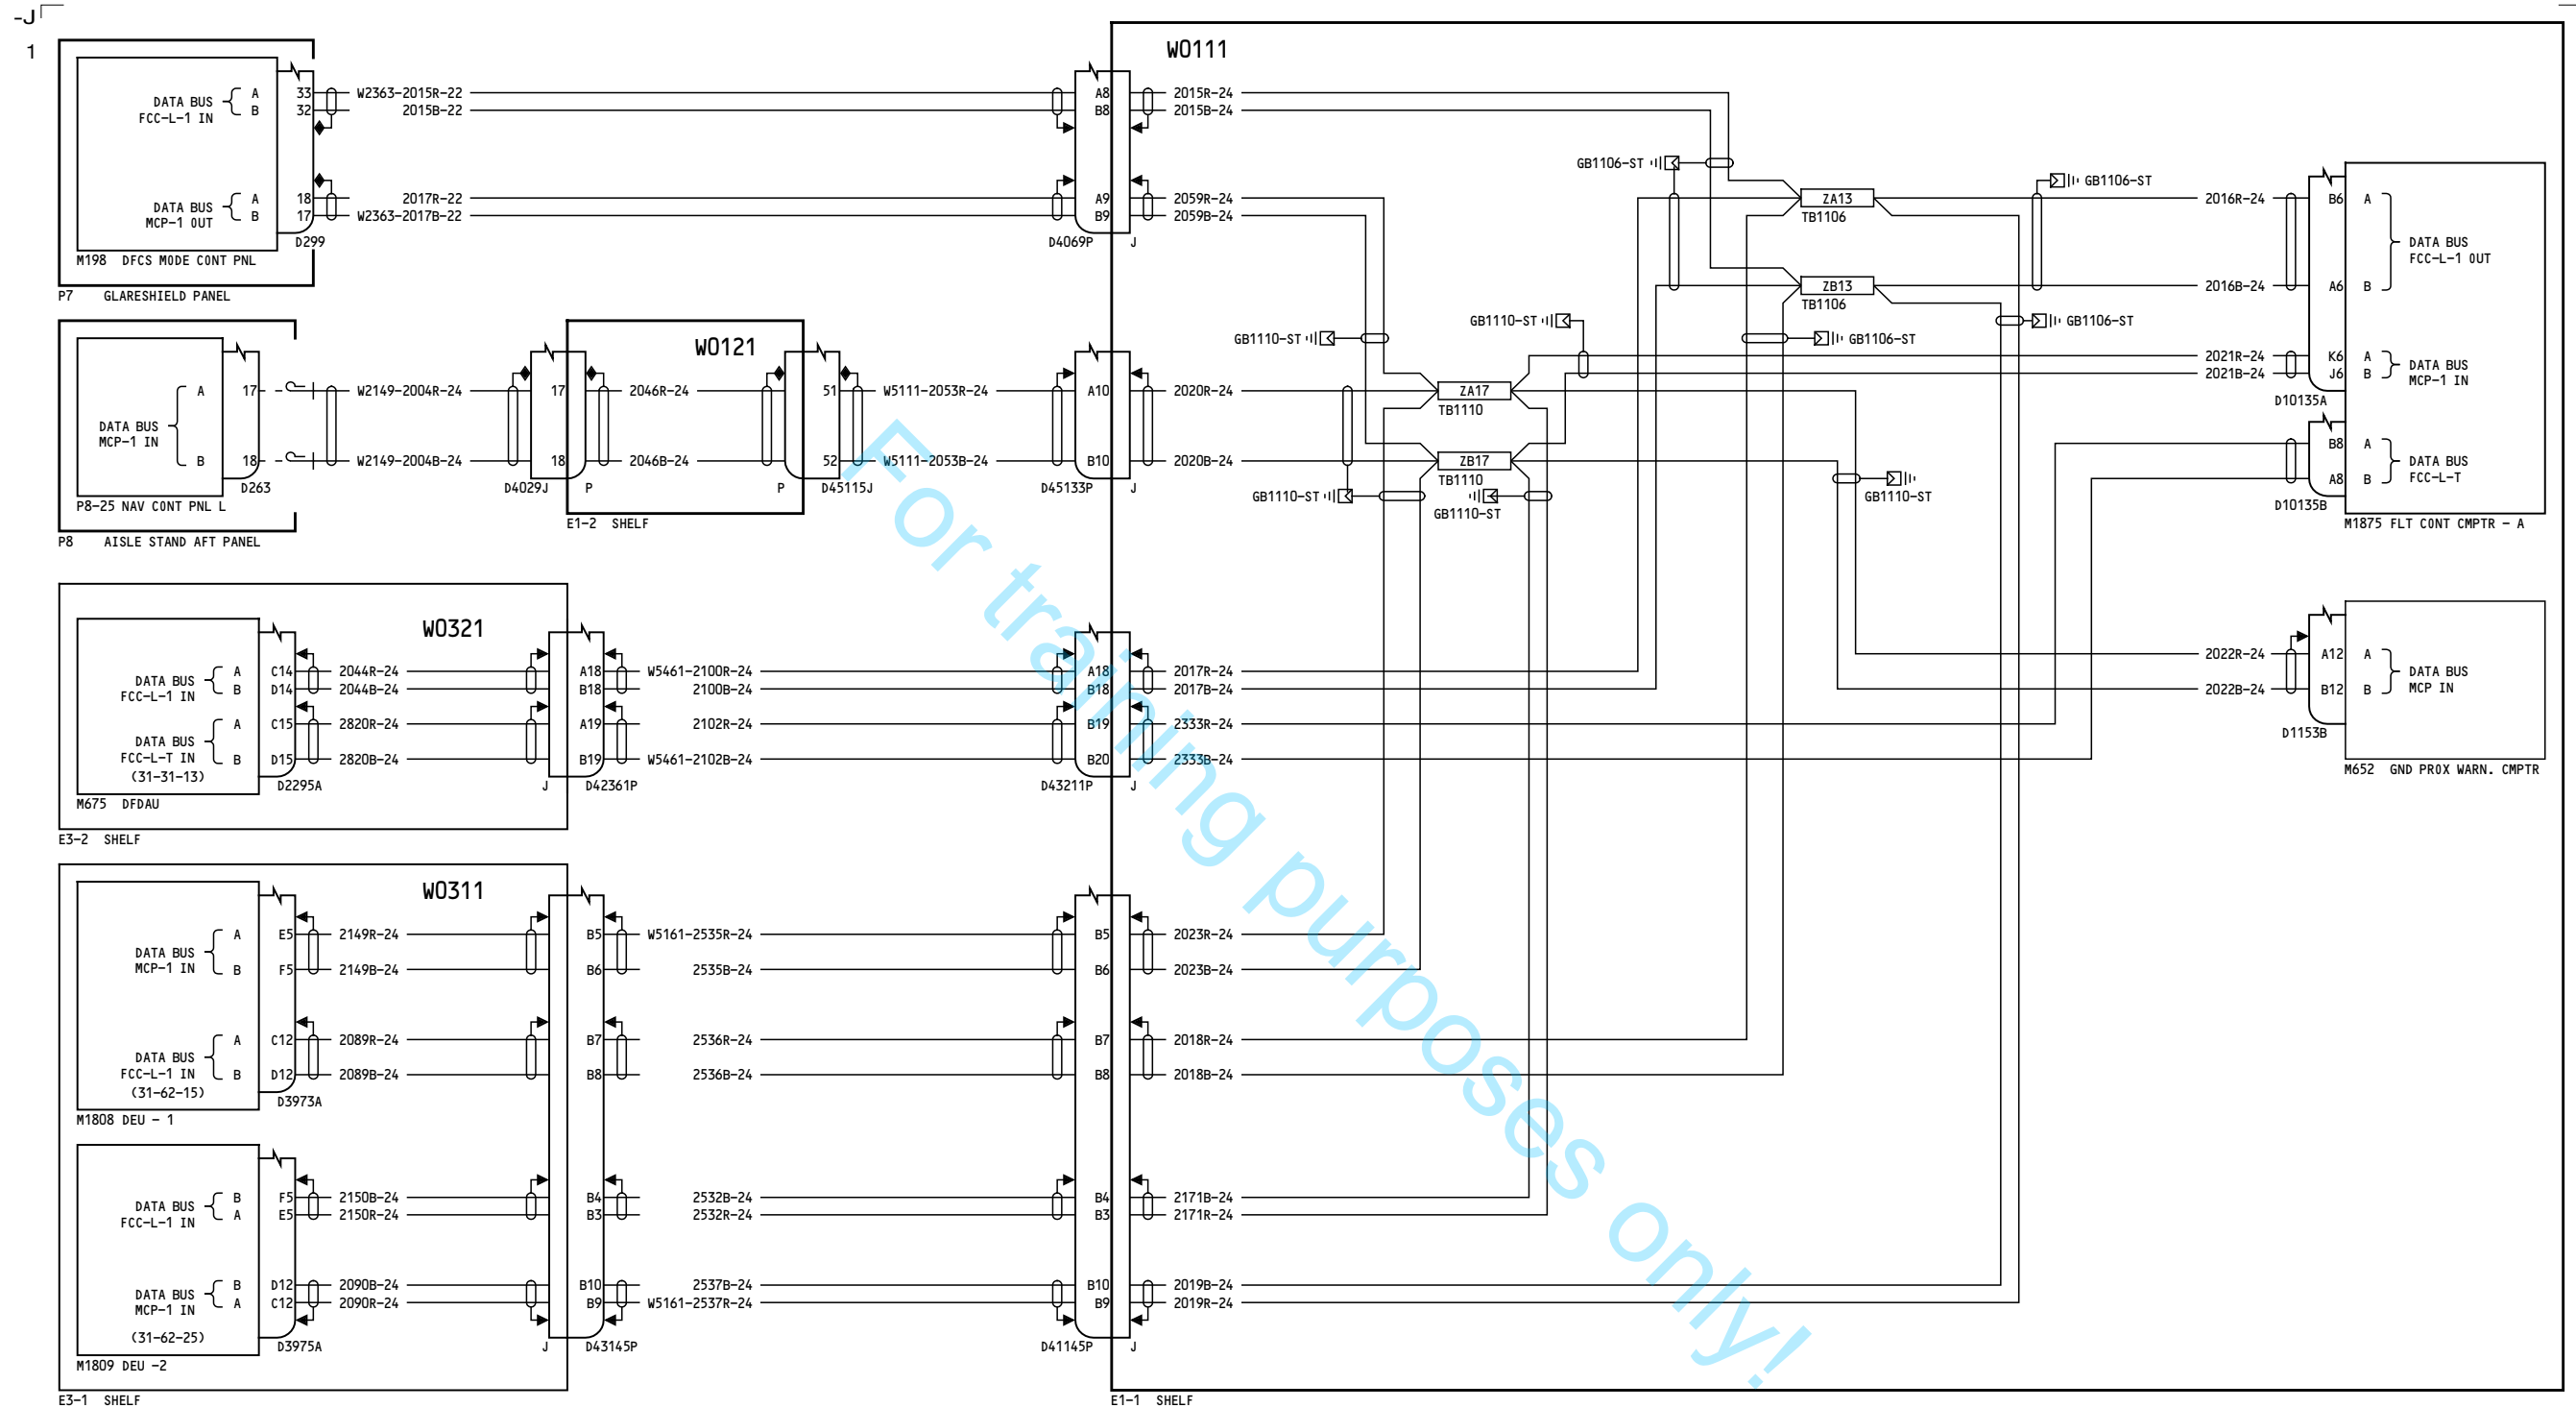 -J
1
W0111
DATA BUS
FCC-L-1 IN
A
B
33
32
W2363-2015R-22
2015B-22
A8
B8
2015R-24
2015B-24
DATA BUS
MCP-1 OUT
A
B
18
17
2017R-22
W2363-2017B-22
A9
B9
2059R-24
2059B-24
D299
D4069P
J
M198 DFCS MODE CONT PNL
P7 GLARESHIELD PANEL
GB1106-ST
GB1106-ST
ZA13
TB1106
ZB13
TB1106
GB1106-ST
GB1106-ST
2016R-24
B6
A
DATA BUS
FCC-L-1 OUT
2016B-24
A6
B
2021R-24
2021B-24
K6
J6
A
B
DATA BUS
MCP-1 IN
D10135A
B8
A
A8
B
DATA BUS
FCC-L-T
D10135B
M1875 FLT CONT CMPTR - A
W0121
DATA BUS
MCP-1 IN
A
B
17
18
W2149-2004R-24
W2149-2004B-24
17
18
2046R-24
2046B-24
51
52
W5111-2053R-24
W5111-2053B-24
A10
B10
2020R-24
2020B-24
D263
D4029J
P
P
D45115J
D45133P
J
P8-25 NAV CONT PNL L
P8 AISLE STAND AFT PANEL
E1-2 SHELF
GB1110-ST
GB1110-ST
ZA17
TB1110
ZB17
TB1110
GB1110-ST
GB1110-ST
GB1110-ST
W0321
DATA BUS
FCC-L-1 IN
A
B
C14
D14
2044R-24
2044B-24
A18
B18
W5461-2100R-24
2100B-24
A18
B18
2017R-24
2017B-24
DATA BUS
FCC-L-T IN
(31-31-13)
A
B
C15
D15
2820R-24
2820B-24
A19
B19
2102R-24
W5461-2102B-24
B19
B20
2333R-24
2333B-24
D2295A
J
D42361P
D43211P
J
M675 DFDAU
E3-2 SHELF
2022R-24
2022B-24
A12
B12
A
B
DATA BUS
MCP IN
D1153B
M652 GND PROX WARN. CMPTR
W0311
DATA BUS
MCP-1 IN
A
B
E5
F5
2149R-24
2149B-24
B5
B6
W5161-2535R-24
2535B-24
B5
B6
2023R-24
2023B-24
DATA BUS
FCC-L-1 IN
(31-62-15)
A
B
C12
D12
2089R-24
2089B-24
B7
B8
2536R-24
2536B-24
B7
B8
2018R-24
2018B-24
D3973A
M1808 DEU - 1
DATA BUS
FCC-L-1 IN
B
A
F5
E5
2150B-24
2150R-24
B4
B3
2532B-24
2532R-24
B4
B3
2171B-24
2171R-24
DATA BUS
MCP-1 IN
(31-62-25)
B
A
D12
C12
2090B-24
2090R-24
B10
B9
2537B-24
W5161-2537R-24
B10
B9
2019B-24
2019R-24
D3975A
J
D43145P
D41145P
J
M1809 DEU -2
E3-1 SHELF
E1-1 SHELF
For training purposes only!